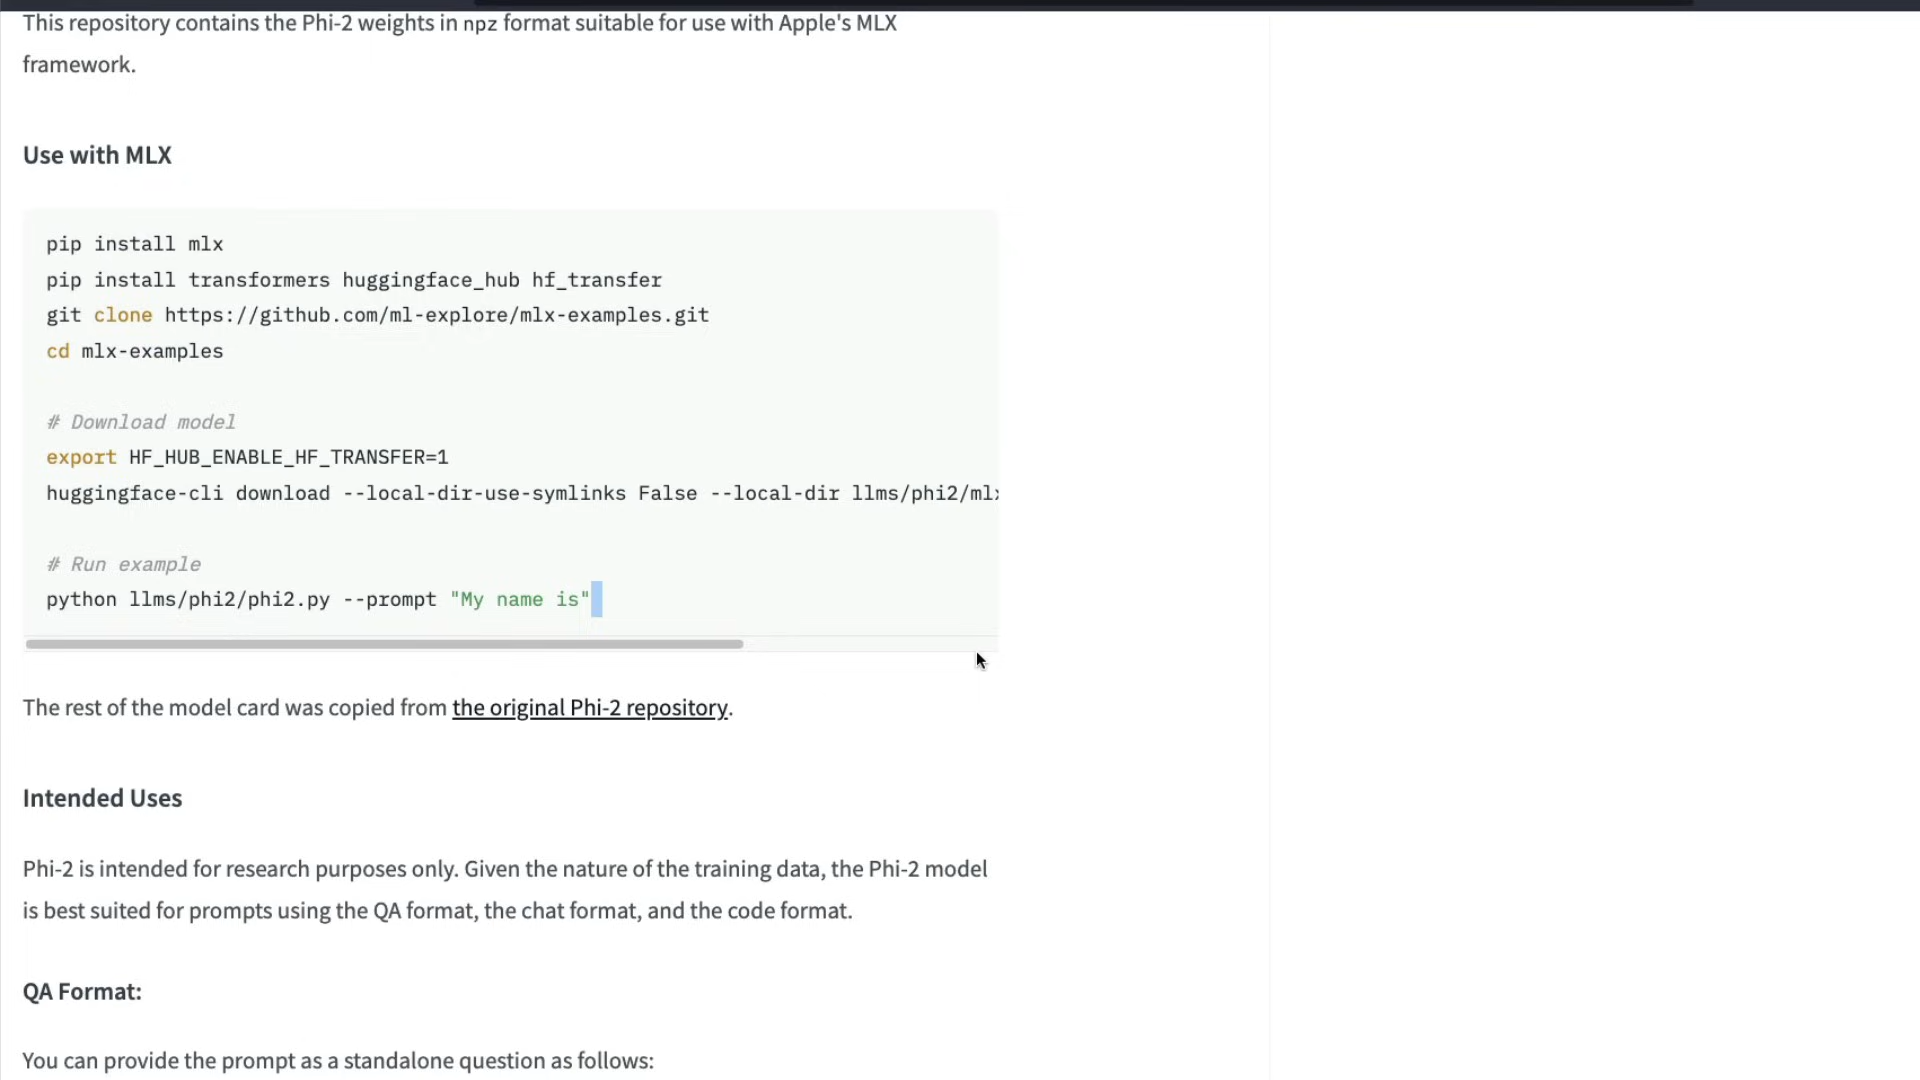 This repository contains the Phi-2 weights in npz format suitable for use with Apple's MLX
framework.
Use with MLX
pip install mlx
pip install transformers huggingface_hub hf_transfer
git clone https://github.com/ml-explore/mlx-examples.git
cd mlx-examples
# Download model
export HF_HUB_ENABLE_HF_TRANSFER=1
huggingface-cli download --local-dir-use-symlinks False --local-dir llms/phi2/mlx
# Run example
python llms/phi2/phi2.py --prompt "My name is"
The rest of the model card was copied from the original Phi-2 repository.
Intended Uses
Phi-2 is intended for research purposes only. Given the nature of the training data, the Phi-2 model
is best suited for prompts using the QA format, the chat format, and the code format.
QA Format:
You can provide the prompt as a standalone question as follows: